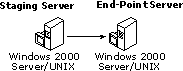 Staging Server
End-Point Server
Windows 2000
Server/UNIX
Windows 2000
Server/UNIX